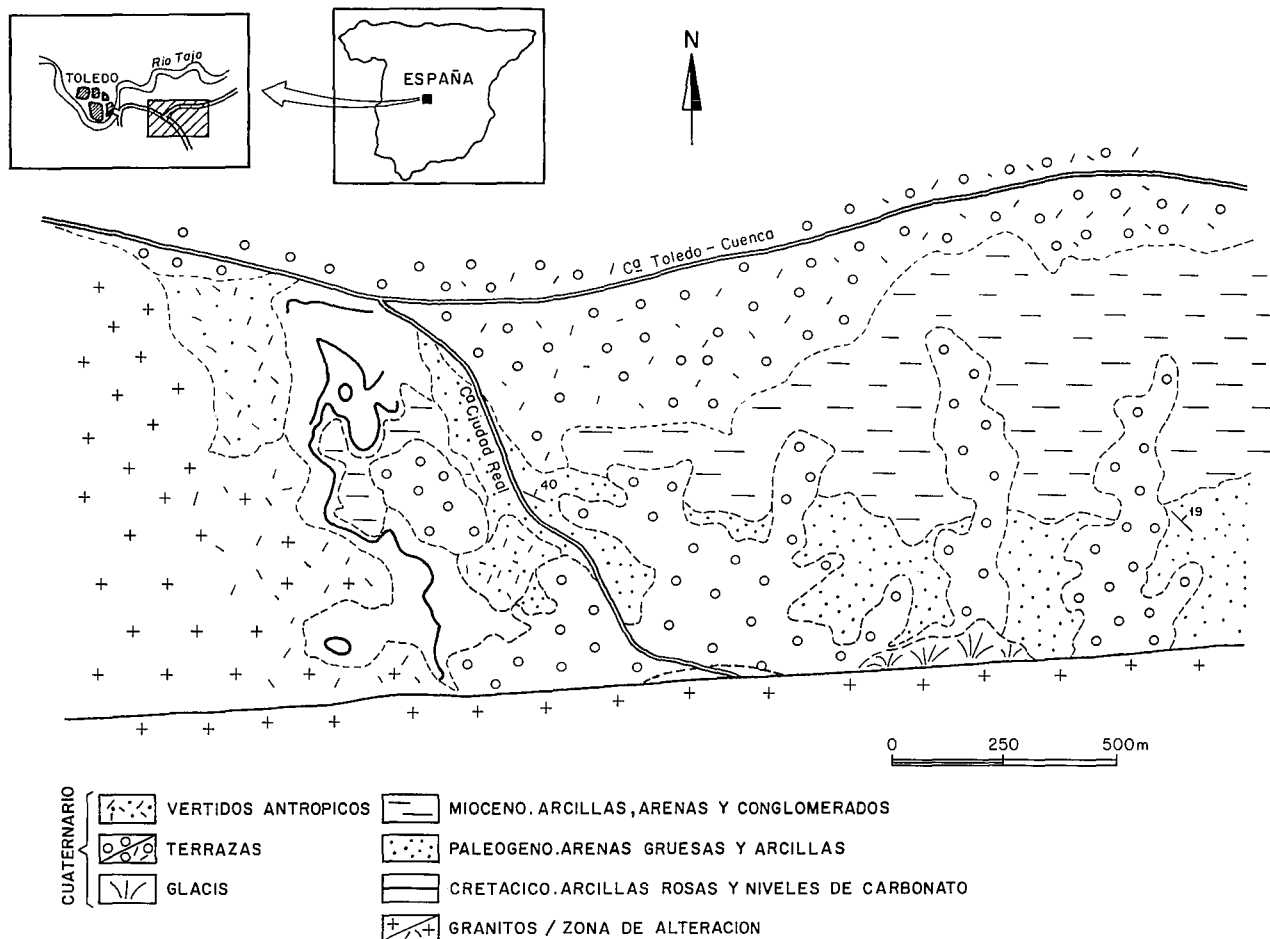 Río Tajo
TOLEDO
ESPAÑA
N
Cª Toledo - Cuenca
Cª Ciudad Real
40
19
0 250 500m
CUATERNARIO
VERTIDOS ANTROPICOS
TERRAZAS
GLACIS
MIOCENO. ARCILLAS, ARENAS Y CONGLOMERADOS
PALEOGENO. ARENAS GRUESAS Y ARCILLAS
CRETACICO. ARCILLAS ROSAS Y NIVELES DE CARBONATO
GRANITOS / ZONA DE ALTERACION